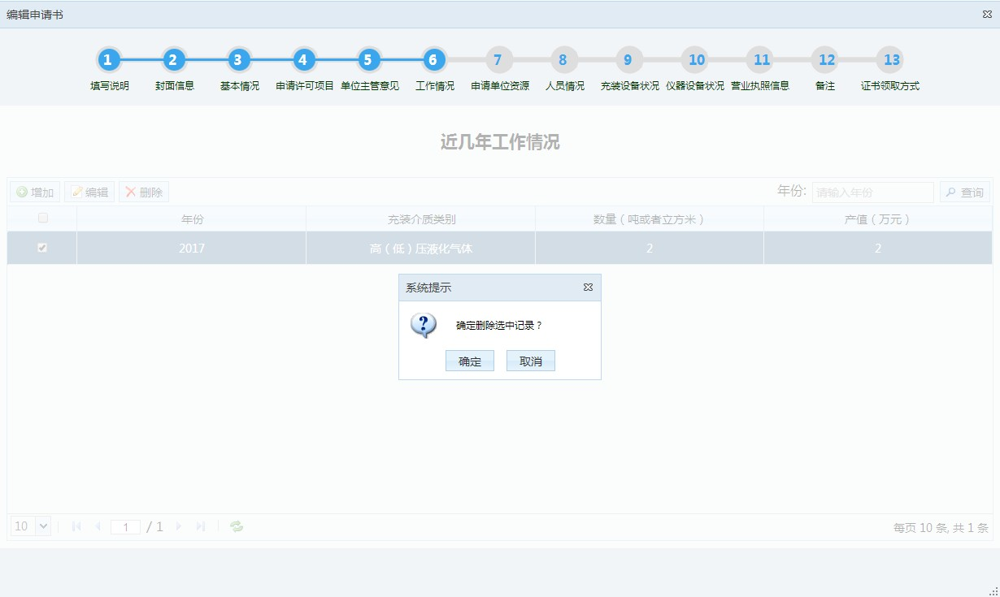 编辑申请书
1 2 3 4 5 6 7 8 9 10 11 12 13
填写说明 封面信息 基本情况 申请许可项目 单位主管意见 工作情况 申请单位资源 人员情况 充装设备状况 仪器设备状况 营业执照信息 备注 证书领取方式
近几年工作情况
增加 编辑 删除 年份: 请输入年份 查询
年份 充装介质类别 数量（吨或者立方米） 产值（万元）
2017 高（低）压液化气体 2 2
系统提示
确定删除选中记录？
确定 取消
10 1 / 1 每页 10 条, 共 1 条